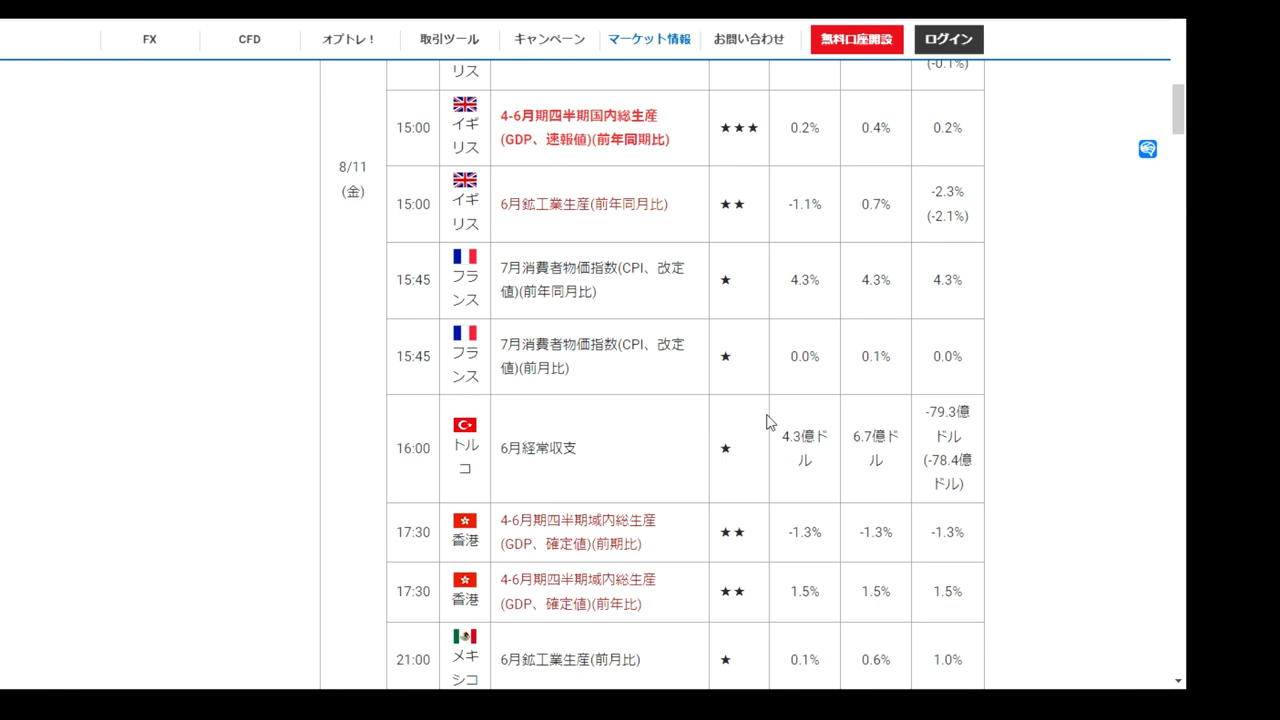 FX CFD オプトレ！ 取引ツール キャンペーン マーケット情報 お問い合わせ 無料口座開設 ログイン
リス (-0.1%)
8/11
(金)
15:00 イギリス 4-6月期四半期国内総生産 ★★★ 0.2% 0.4% 0.2%
(GDP、速報値)(前年同期比)
15:00 イギリス 6月鉱工業生産(前年同月比) ★★ -1.1% 0.7% -2.3%
(-2.1%)
15:45 フランス 7月消費者物価指数(CPI、改定 ★ 4.3% 4.3% 4.3%
値)(前年同月比)
15:45 フランス 7月消費者物価指数(CPI、改定 ★ 0.0% 0.1% 0.0%
値)(前月比)
16:00 トルコ 6月経常収支 ★ 4.3億ドル 6.7億ドル -79.3億ドル
(-78.4億ドル)
17:30 香港 4-6月期四半期域内総生産 ★★ -1.3% -1.3% -1.3%
(GDP、確定値)(前期比)
17:30 香港 4-6月期四半期域内総生産 ★★ 1.5% 1.5% 1.5%
(GDP、確定値)(前年比)
21:00 メキシコ 6月鉱工業生産(前月比) ★ 0.1% 0.6% 1.0%